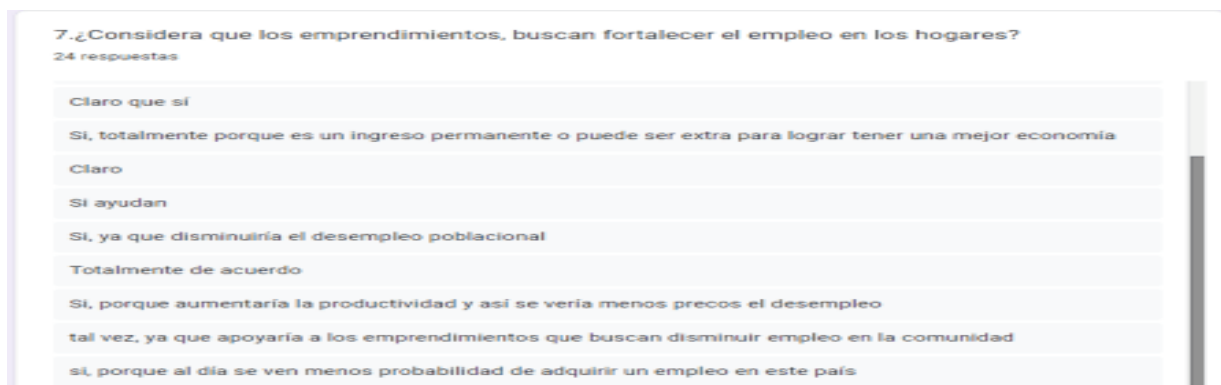 7.¿Considera que los emprendimientos, buscan fortalecer el empleo en los hogares?
24 respuestas
Claro que sí
Si, totalmente porque es un ingreso permanente o puede ser extra para lograr tener una mejor economía
Claro
Si ayudan
Si, ya que disminuiría el desempleo poblacional
Totalmente de acuerdo
Si, porque aumentaría la productividad y así se vería menos precos el desempleo
tal vez, ya que apoyaría a los emprendimientos que buscan disminuir empleo en la comunidad
si, porque al día se ven menos probabilidad de adquirir un empleo en este país